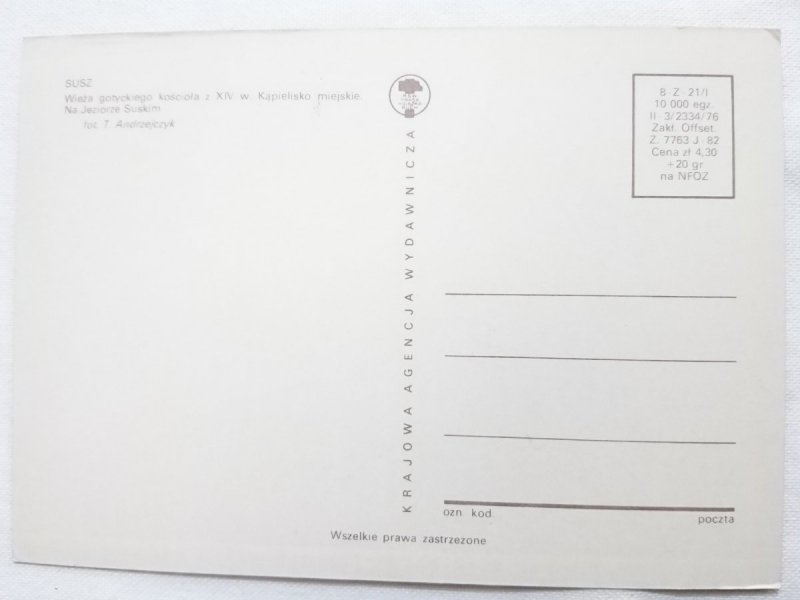 SUSZ
Wieża gotyckiego kościoła z XIV w. Kąpielisko miejskie.
Na Jeziorze Suskim
fot. T. Andrzejczyk
KRAJOWA AGENCJA WYDAWNICZA
8-Z-21/I
10 000 egz.
II-3/2334/76
Zakł. Offset.
Z. 7763 J-82
Cena zł 4,30
+20 gr
na NFOZ
ozn. kod.
poczta
Wszelkie prawa zastrzeżone